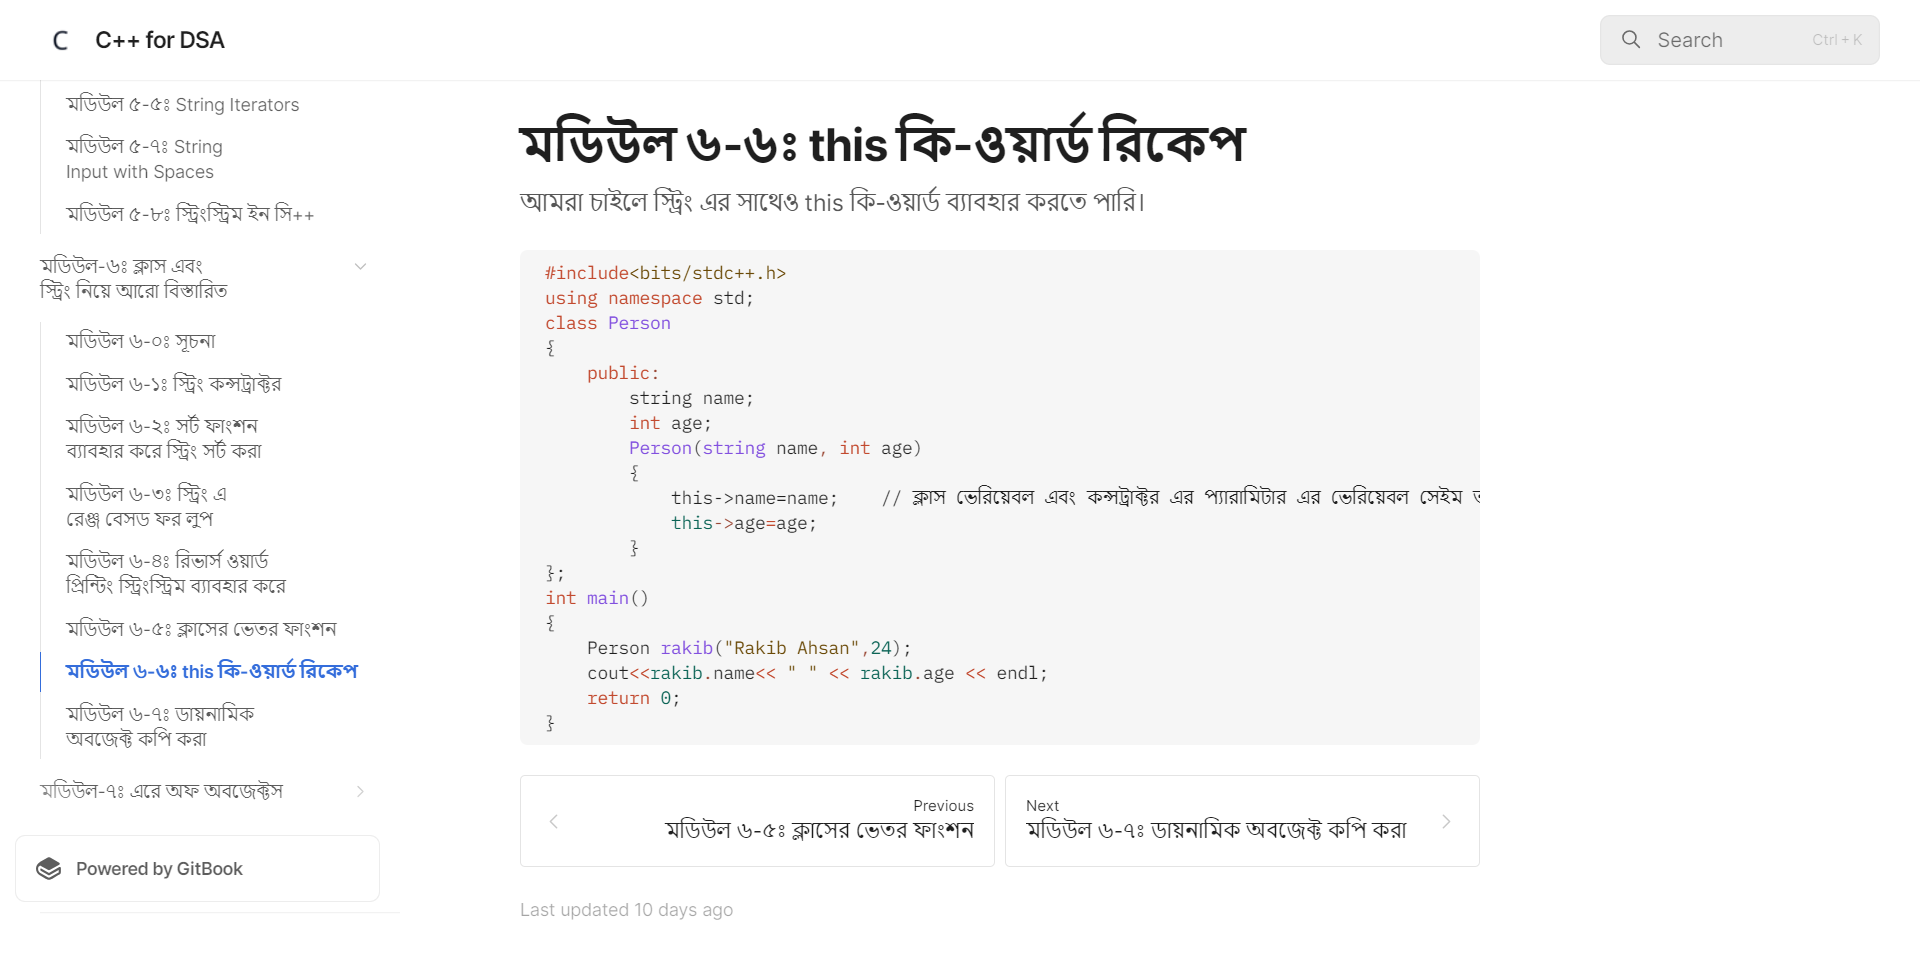 C C++ for DSA
Search Ctrl + K
মডিউল ৫-৫ঃ String Iterators
মডিউল ৫-৭ঃ String
Input with Spaces
মডিউল ৫-৮ঃ স্ট্রিংস্ট্রিম ইন সি++
মডিউল-৬ঃ ক্লাস এবং
স্ট্রিং নিয়ে আরো বিস্তারিত
মডিউল ৬-০ঃ সূচনা
মডিউল ৬-১ঃ স্ট্রিং কন্সট্রাক্টর
মডিউল ৬-২ঃ সর্ট ফাংশন
ব্যাবহার করে স্ট্রিং সর্ট করা
মডিউল ৬-৩ঃ স্ট্রিং এ
রেঞ্জ বেসড ফর লুপ
মডিউল ৬-৪ঃ রিভার্স ওয়ার্ড
প্রিন্টিং স্ট্রিংস্ট্রিম ব্যাবহার করে
মডিউল ৬-৫ঃ ক্লাসের ভেতর ফাংশন
মডিউল ৬-৬ঃ this কি-ওয়ার্ড রিকেপ
মডিউল ৬-৭ঃ ডায়নামিক
অবজেক্ট কপি করা
মডিউল-৭ঃ এরে অফ অবজেক্টস
Powered by GitBook
মডিউল ৬-৬ঃ this কি-ওয়ার্ড রিকেপ
আমরা চাইলে স্ট্রিং এর সাথেও this কি-ওয়ার্ড ব্যাবহার করতে পারি।
#include<bits/stdc++.h>
using namespace std;
class Person
{
    public:
        string name;
        int age;
        Person(string name, int age)
        {
            this->name=name;    // ক্লাস ভেরিয়েবল এবং কন্সট্রাক্টর এর প্যারামিটার এর ভেরিয়েবল সেইম
            this->age=age;
        }
};
int main()
{
    Person rakib("Rakib Ahsan",24);
    cout<<rakib.name<< " " << rakib.age << endl;
    return 0;
}
Previous
মডিউল ৬-৫ঃ ক্লাসের ভেতর ফাংশন
Next
মডিউল ৬-৭ঃ ডায়নামিক অবজেক্ট কপি করা
Last updated 10 days ago